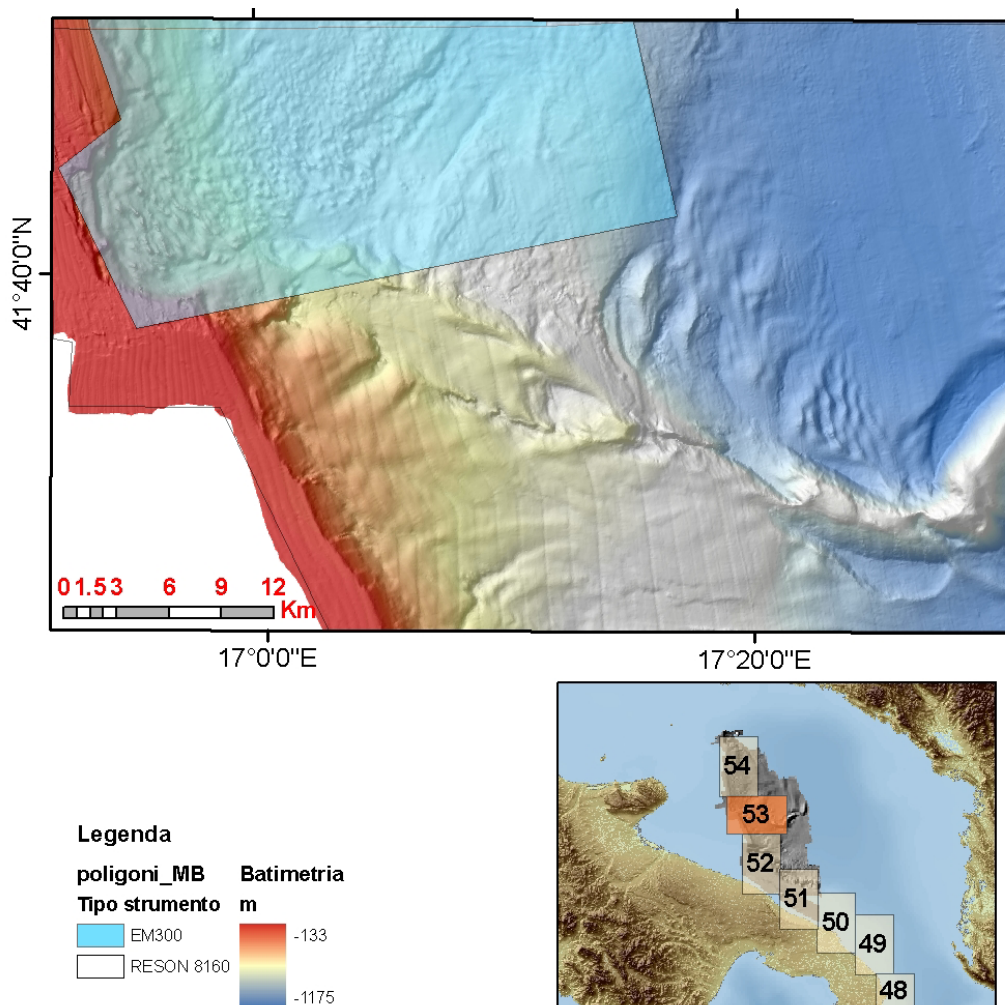 41°40'0"N
0 1.5 3 6 9 12
Km
17°0'0"E
17°20'0"E
54
53
52
51
50
49
48
Legenda
poligoni_MB
Tipo strumento
EM300
RESON 8160
Batimetria
m
-133
-1175